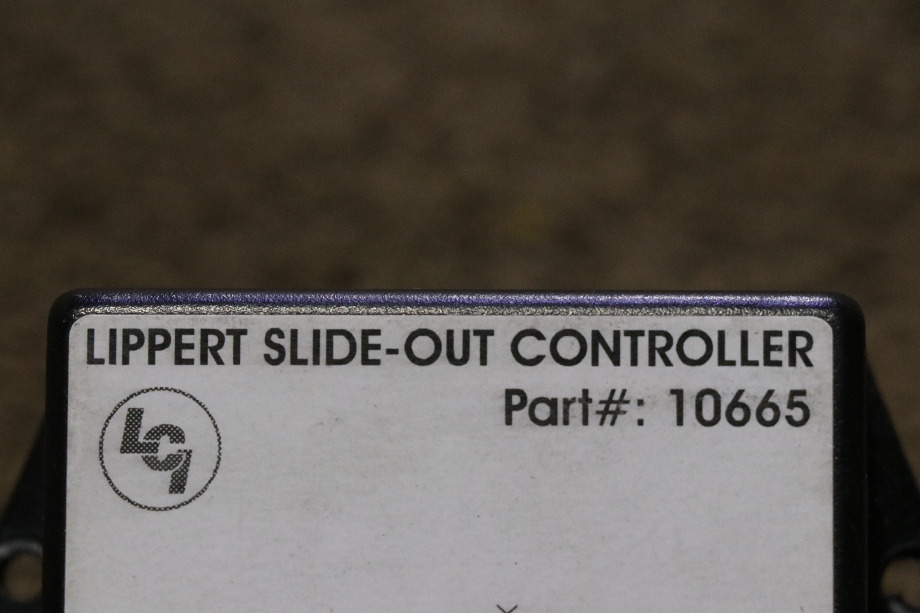 LIPPERT SLIDE-OUT CONTROLLER
Part#: 10665
LCI